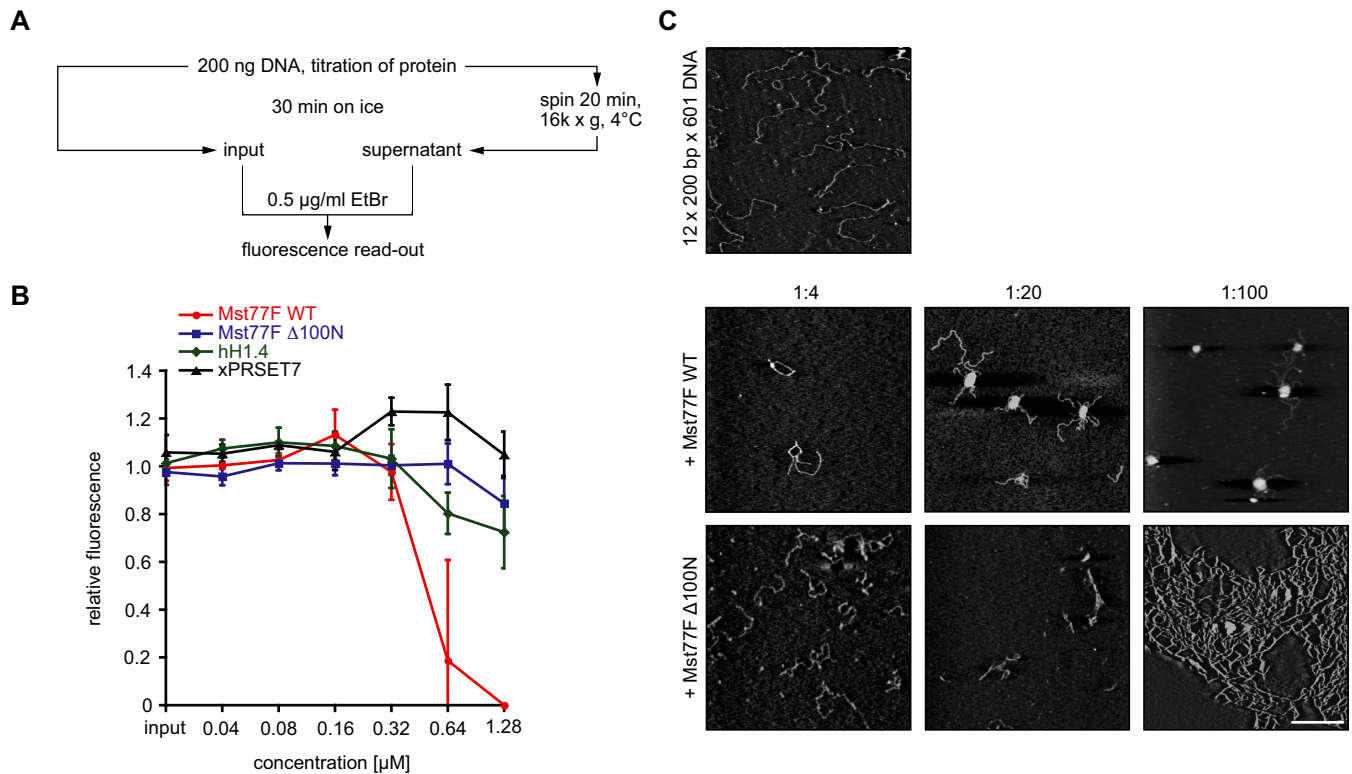 A
200 ng DNA, titration of protein
30 min on ice
spin 20 min,
16k x g, 4°C
input
supernatant
0.5 µg/ml EtBr
fluorescence read-out
B
Mst77F WT
Mst77F Δ100N
hH1.4
xPRSET7
relative fluorescence
1.4
1.2
1.0
0.8
0.6
0.4
0.2
0
input
0.04
0.08
0.16
0.32
0.64
1.28
concentration [µM]
C
12 x 200 bp x 601 DNA
1:4
1:20
1:100
+ Mst77F WT
+ Mst77F Δ100N